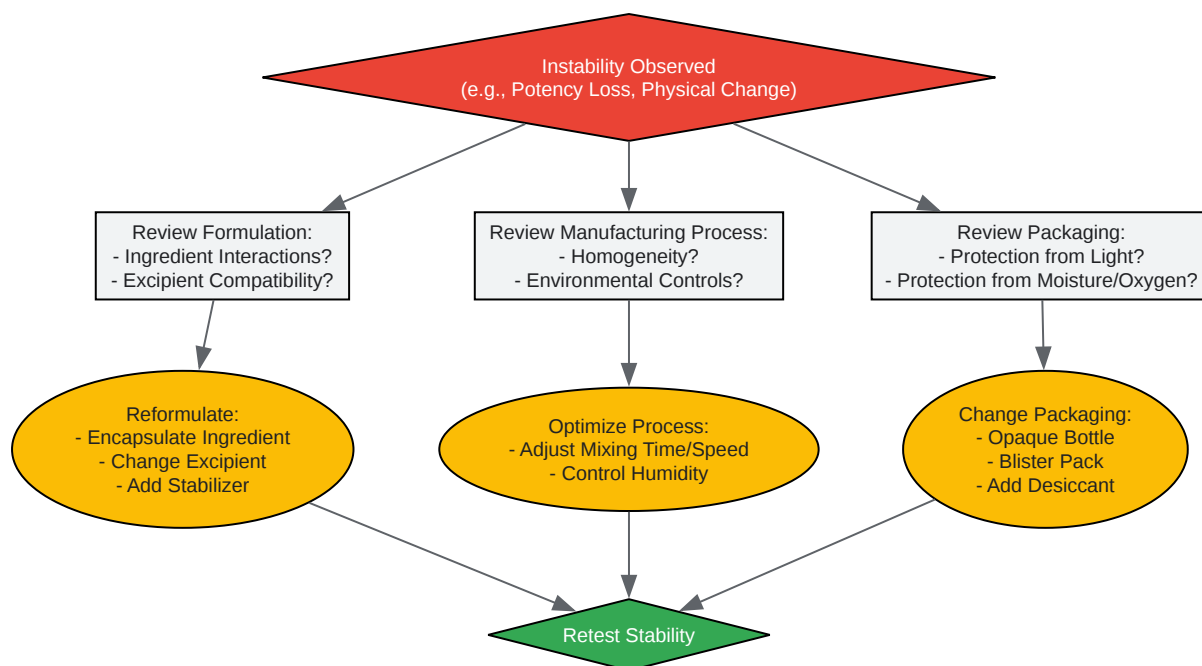 Instability Observed
(e.g., Potency Loss, Physical Change)
Review Formulation:
- Ingredient Interactions?
- Excipient Compatibility?
Review Manufacturing Process:
- Homogeneity?
- Environmental Controls?
Review Packaging:
- Protection from Light?
- Protection from Moisture/Oxygen?
Reformulate:
- Encapsulate Ingredient
- Change Excipient
- Add Stabilizer
Optimize Process:
- Adjust Mixing Time/Speed
- Control Humidity
Change Packaging:
- Opaque Bottle
- Blister Pack
- Add Desiccant
Retest Stability